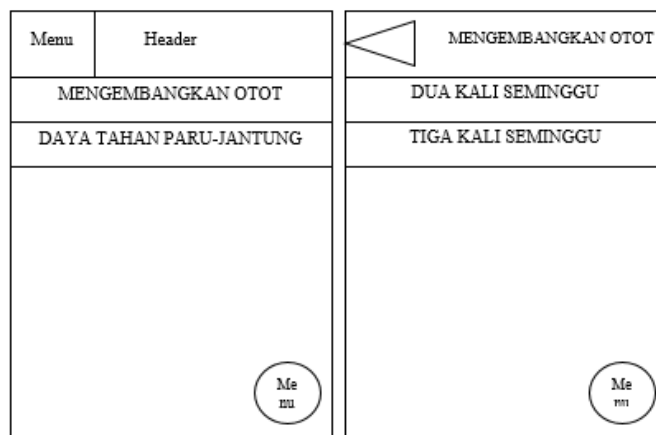 Menu Header
MENGEMBANGKAN OTOT
DAYA TAHAN PARU-JANTUNG
Me
nu
MENGEMBANGKAN OTOT
DUA KALI SEMINGGU
TIGA KALI SEMINGGU
Me
nu